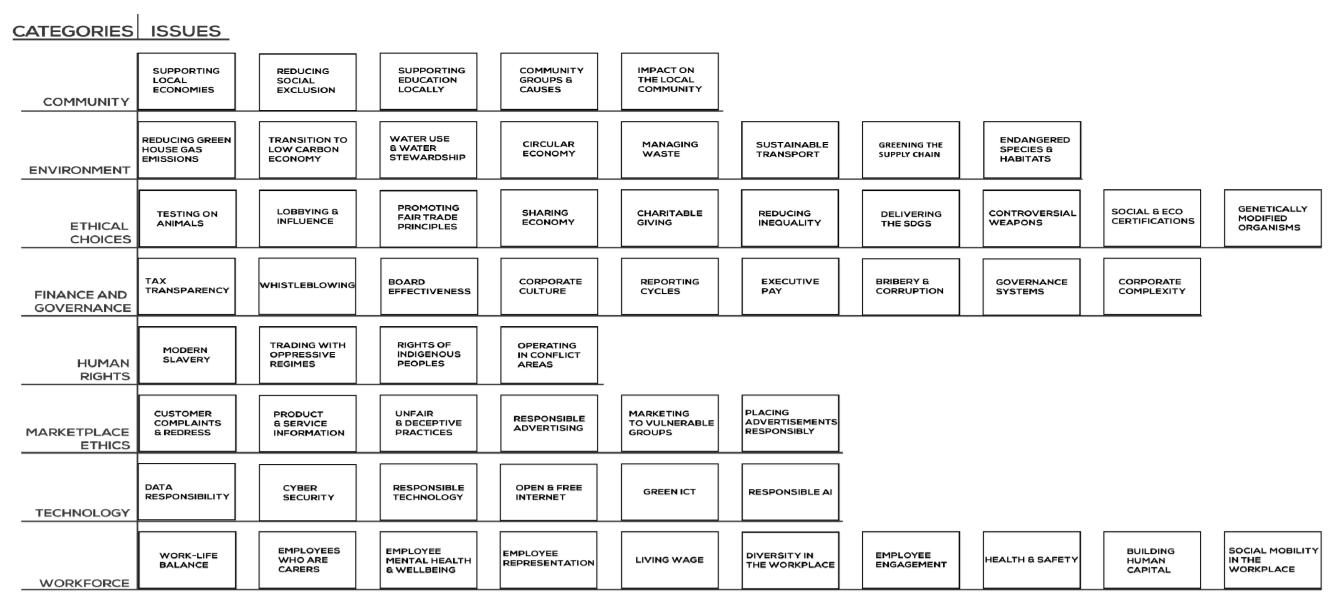 CATEGORIES ISSUES
SUPPORTING
LOCAL
ECONOMIES
REDUCING
SOCIAL
EXCLUSION
SUPPORTING
EDUCATION
LOCALLY
COMMUNITY
GROUPS &
CAUSES
IMPACT ON
THE LOCAL
COMMUNITY
COMMUNITY
REDUCING GREEN
HOUSE GAS
EMISSIONS
TRANSITION TO
LOW CARBON
ECONOMY
WATER USE
& WATER
STEWARDSHIP
CIRCULAR
ECONOMY
MANAGING
WASTE
SUSTAINABLE
TRANSPORT
GREENING THE
SUPPLY CHAIN
ENDANGERED
SPECIES &
HABITATS
ENVIRONMENT
TESTING ON
ANIMALS
LOBBYING &
INFLUENCE
PROMOTING
FAIR TRADE
PRINCIPLES
SHARING
ECONOMY
CHARITABLE
GIVING
REDUCING
INEQUALITY
DELIVERING
THE SDGS
CONTROVERSIAL
WEAPONS
SOCIAL & ECO
CERTIFICATIONS
GENETICALLY
MODIFIED
ORGANISMS
ETHICAL
CHOICES
TAX
TRANSPARENCY
WHISTLEBLOWING
BOARD
EFFECTIVENESS
CORPORATE
CULTURE
REPORTING
CYCLES
EXECUTIVE
PAY
BRIBERY &
CORRUPTION
GOVERNANCE
SYSTEMS
CORPORATE
COMPLEXITY
FINANCE AND
GOVERNANCE
MODERN
SLAVERY
TRADING WITH
OPPRESSIVE
REGIMES
RIGHTS OF
INDIGENOUS
PEOPLES
OPERATING
IN CONFLICT
AREAS
HUMAN
RIGHTS
CUSTOMER
COMPLAINTS
& REDRESS
PRODUCT
& SERVICE
INFORMATION
UNFAIR
& DECEPTIVE
PRACTICES
RESPONSIBLE
ADVERTISING
MARKETING
TO VULNERABLE
GROUPS
PLACING
ADVERTISEMENTS
RESPONSIBLY
MARKETPLACE
ETHICS
DATA
RESPONSIBILITY
CYBER
SECURITY
RESPONSIBLE
TECHNOLOGY
OPEN & FREE
INTERNET
GREEN ICT
RESPONSIBLE AI
TECHNOLOGY
WORK-LIFE
BALANCE
EMPLOYEES
WHO ARE
CARERS
EMPLOYEE
MENTAL HEALTH
& WELLBEING
EMPLOYEE
REPRESENTATION
LIVING WAGE
DIVERSITY IN
THE WORKPLACE
EMPLOYEE
ENGAGEMENT
HEALTH & SAFETY
BUILDING
HUMAN
CAPITAL
SOCIAL MOBILITY
IN THE
WORKPLACE
WORKFORCE